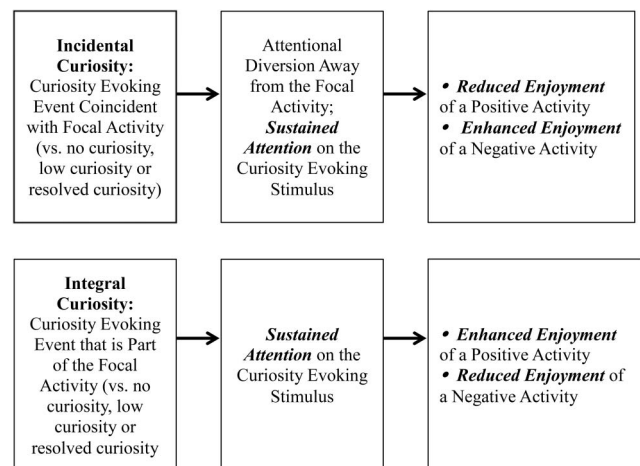 Incidental
Curiosity:
Curiosity Evoking
Event Coincident
with Focal Activity
(vs. no curiosity,
low curiosity or
resolved curiosity)
Attentional
Diversion Away
from the Focal
Activity;
Sustained
Attention on the
Curiosity Evoking
Stimulus
• Reduced Enjoyment
of a Positive Activity
• Enhanced Enjoyment
of a Negative Activity
Integral
Curiosity:
Curiosity Evoking
Event that is Part
of the Focal
Activity (vs. no
curiosity, low
curiosity or
resolved curiosity
Sustained
Attention on the
Curiosity Evoking
Stimulus
• Enhanced Enjoyment
of a Positive Activity
• Reduced Enjoyment of
a Negative Activity